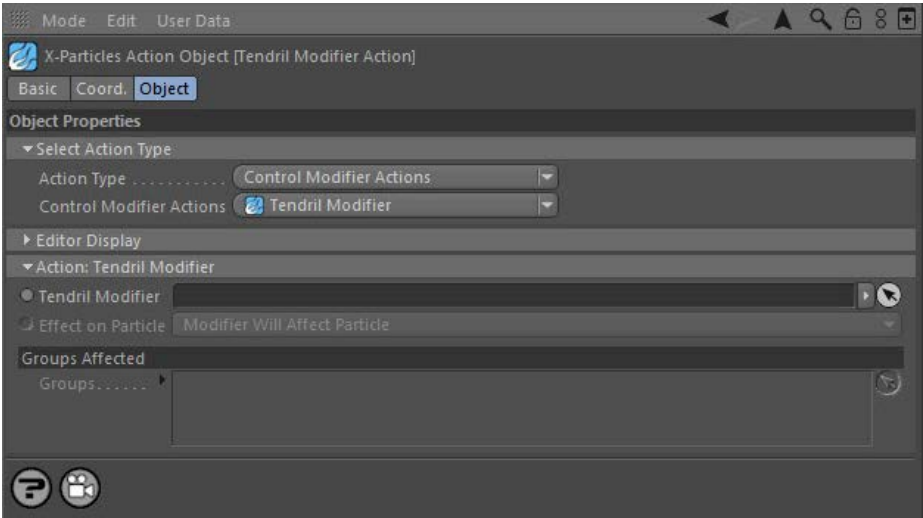 Mode Edit User Data
X-Particles Action Object [Tendril Modifier Action]
Basic Coord. Object
Object Properties
Select Action Type
Action Type . . . . . . . . . . . Control Modifier Actions
Control Modifier Actions Tendril Modifier
Editor Display
Action: Tendril Modifier
Tendril Modifier
Effect on Particle Modifier Will Affect Particle
Groups Affected
Groups. . . . . .